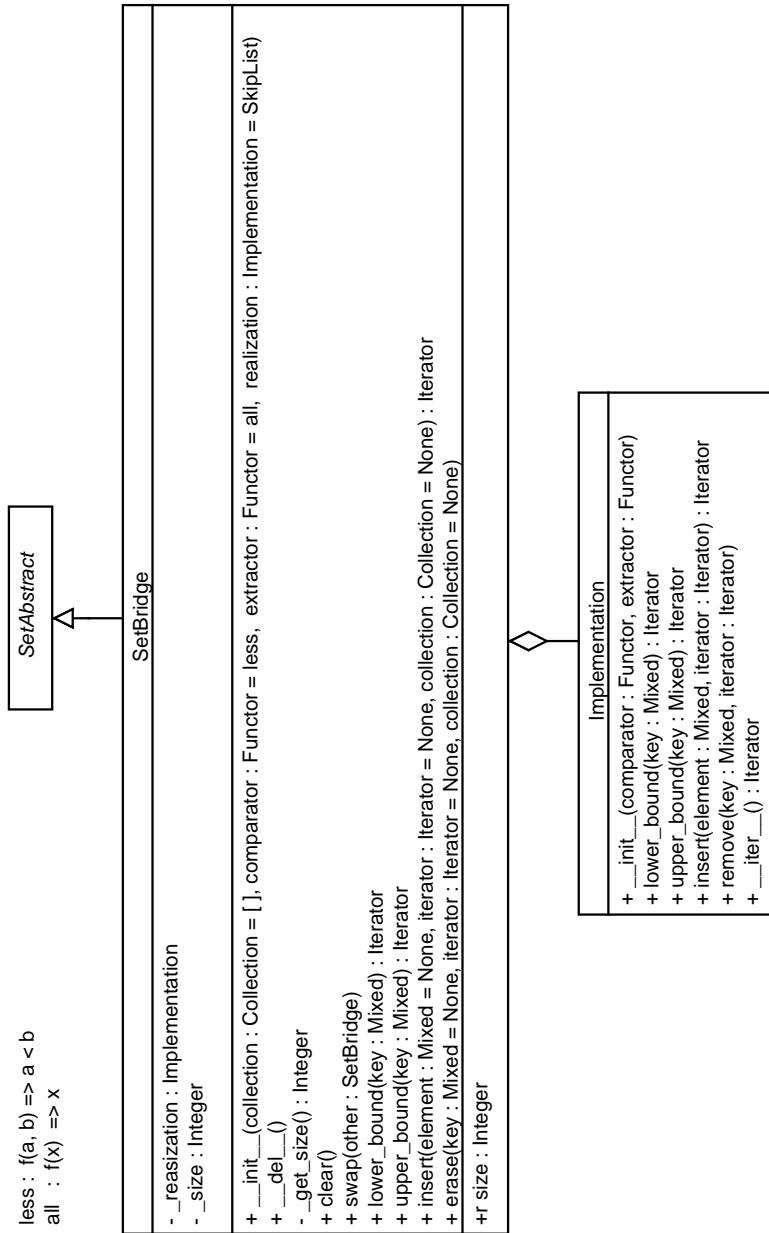 less : f(a, b) => a < b
all : f(x) => x
SetAbstract
SetBridge
- _reasization : Implementation
- _size : Integer
+ __init__(collection : Collection = [ ], comparator : Functor = less, extractor : Functor = all, realization : Implementation = SkipList)
+ __del__()
- _get_size() : Integer
+ clear()
+ swap(other : SetBridge)
+ lower_bound(key : Mixed) : Iterator
+ upper_bound(key : Mixed) : Iterator
+ insert(element : Mixed = None, iterator : Iterator = None, collection : Collection = None) : Iterator
+ erase(key : Mixed = None, iterator : Iterator = None, collection : Collection = None)
+r size : Integer
Implementation
+ __init__(comparator : Functor, extractor : Functor)
+ lower_bound(key : Mixed) : Iterator
+ upper_bound(key : Mixed) : Iterator
+ insert(element : Mixed, iterator : Iterator) : Iterator
+ remove(key : Mixed, iterator : Iterator)
+ __iter__() : Iterator